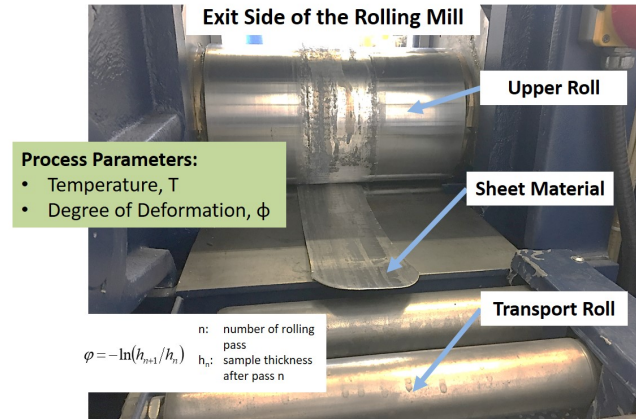 Exit Side of the Rolling Mill
Upper Roll
Process Parameters:
• Temperature, T
• Degree of Deformation, ϕ
Sheet Material
Transport Roll
φ = −ln(hₙ₊₁/hₙ)
n: number of rolling
pass
hₙ: sample thickness
after pass n